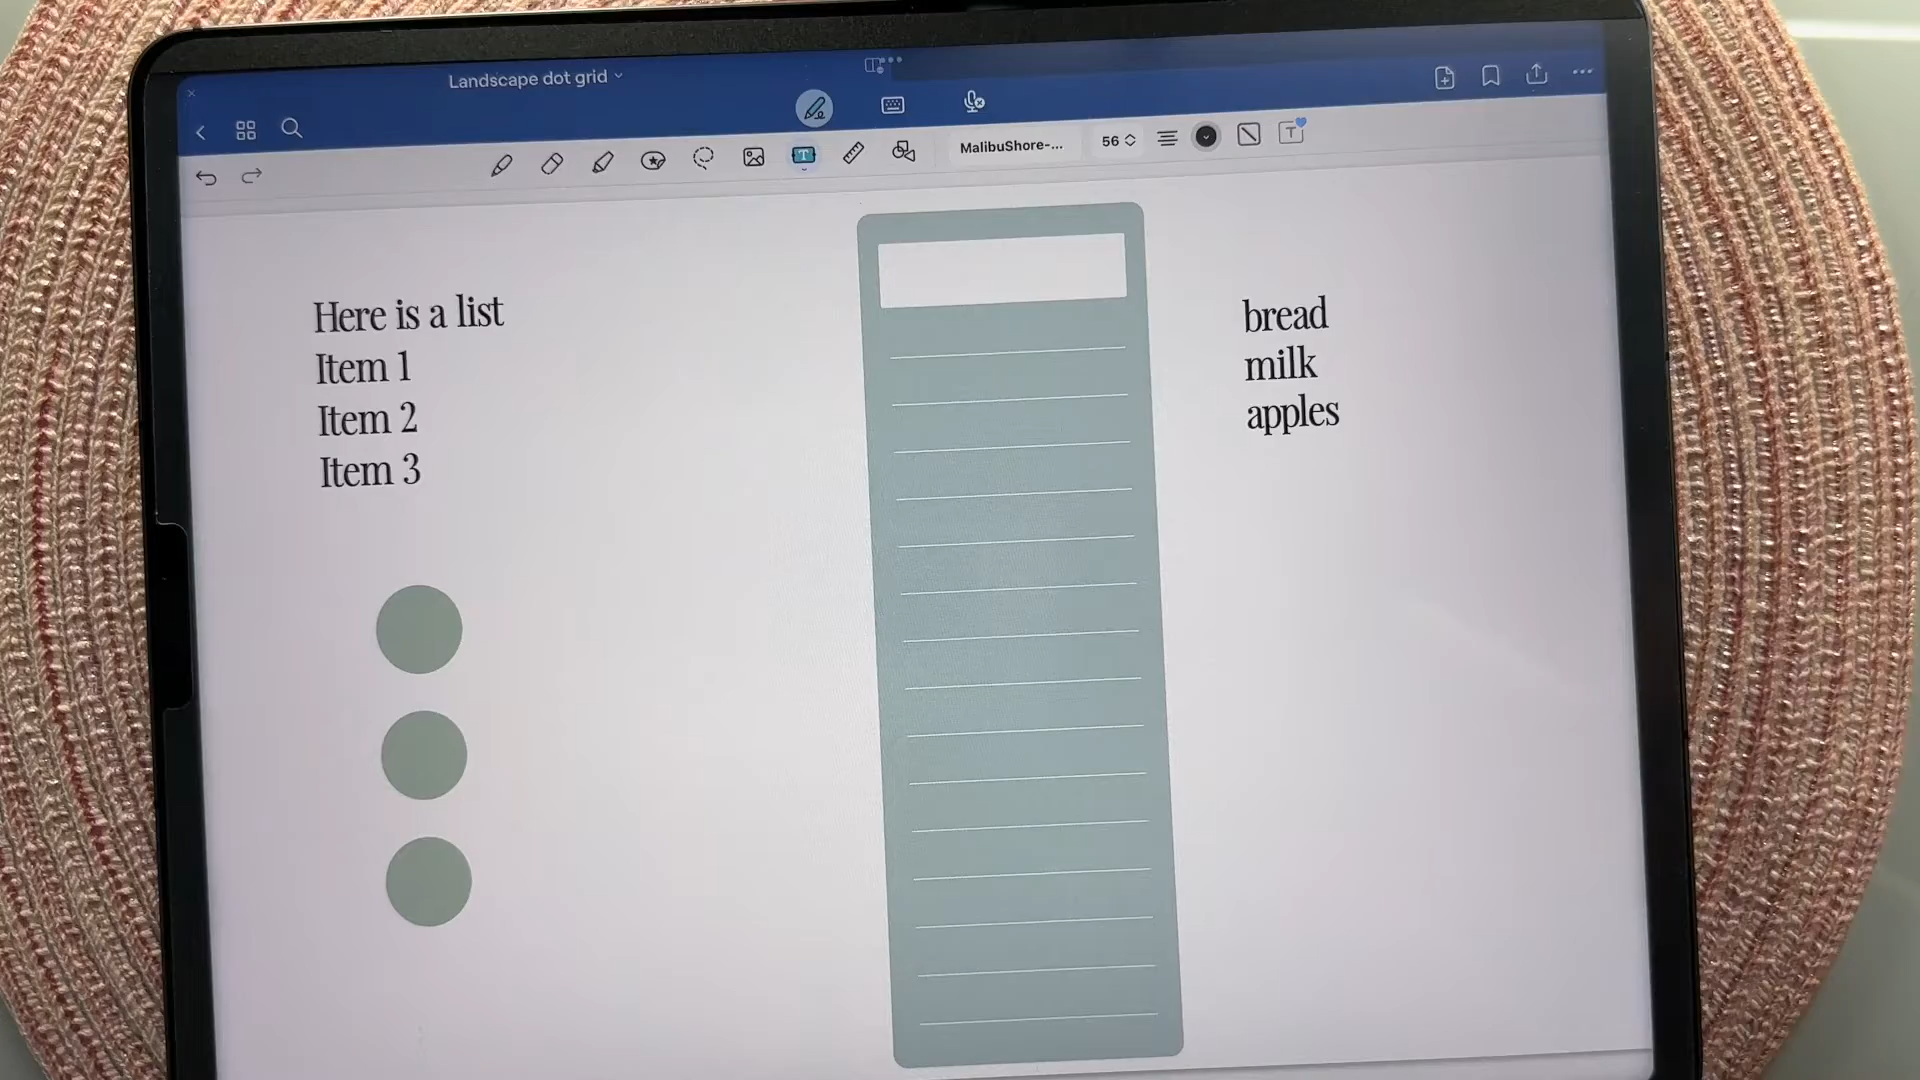 Landscape dot grid
MalibuShore-...
56
Here is a list
Item 1
Item 2
Item 3
bread
milk
apples